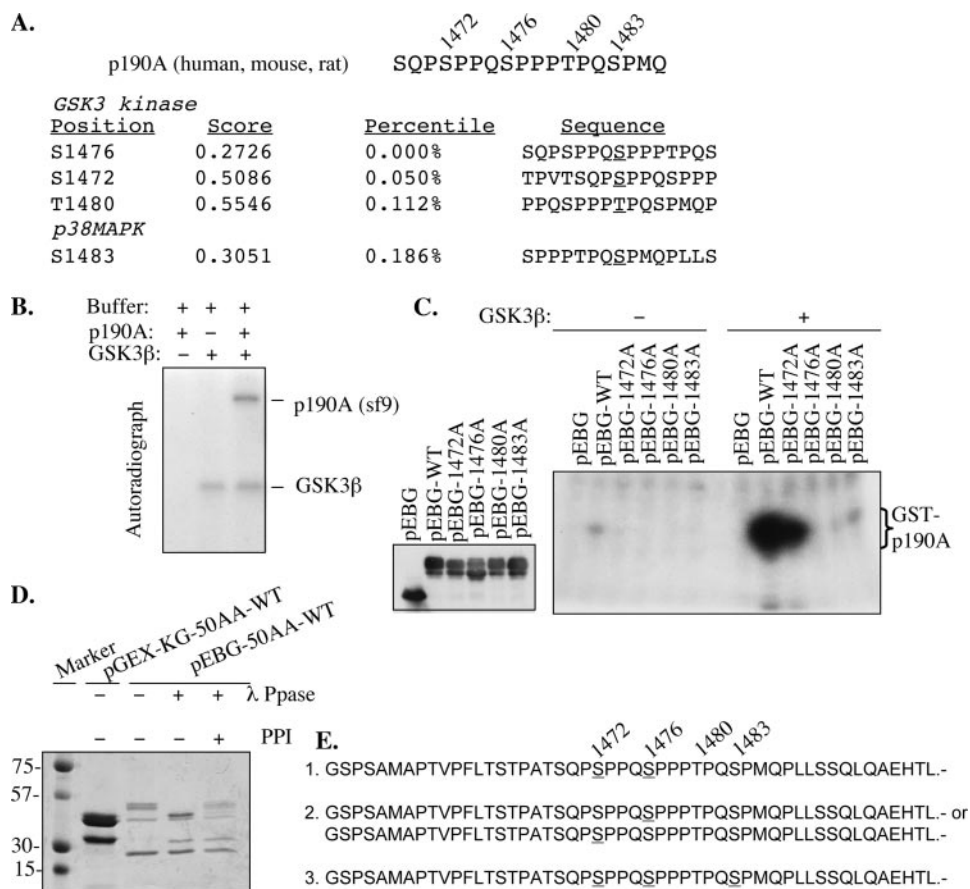 A.
1472 1476 1480 1483
p190A (human, mouse, rat) SQPSPPQSPPPTPQSPMQ
GSK3 kinase
Position Score Percentile Sequence
S1476 0.2726 0.000% SQPSPPQSPPPTPQS
S1472 0.5086 0.050% TPVTSQPSPPQSPPP
T1480 0.5546 0.112% PPQSPPPTPQSPMQP
p38MAPK
S1483 0.3051 0.186% SPPPTPQSPMQPLLS
B.
Buffer: + + +
p190A: + − +
GSK3β: − + +
Autoradiograph
p190A (sf9)
GSK3β
C.
GSK3β: − +
pEBG
pEBG-WT
pEBG-1472A
pEBG-1476A
pEBG-1480A
pEBG-1483A
pEBG
pEBG-WT
pEBG-1472A
pEBG-1476A
pEBG-1480A
pEBG-1483A
pEBG
pEBG-WT
pEBG-1472A
pEBG-1476A
pEBG-1480A
pEBG-1483A
GST-
p190A
D.
Marker
pGEX-KG-50AA-WT
pEBG-50AA-WT
− − + + λ Ppase
− − − + PPI
75-
57-
30-
15-
E.
1472 1476 1480 1483
1. GSPSAMAPTVPFLTSTPATSQPSPPQSPPPTPQSPMQPLLSSQLQAEHTL.-
2. GSPSAMAPTVPFLTSTPATSQPSPPQSPPPTPQSPMQPLLSSQLQAEHTL.- or
GSPSAMAPTVPFLTSTPATSQPSPPQSPPPTPQSPMQPLLSSQLQAEHTL.-
3. GSPSAMAPTVPFLTSTPATSQPSPPQSPPPTPQSPMQPLLSSQLQAEHTL.-